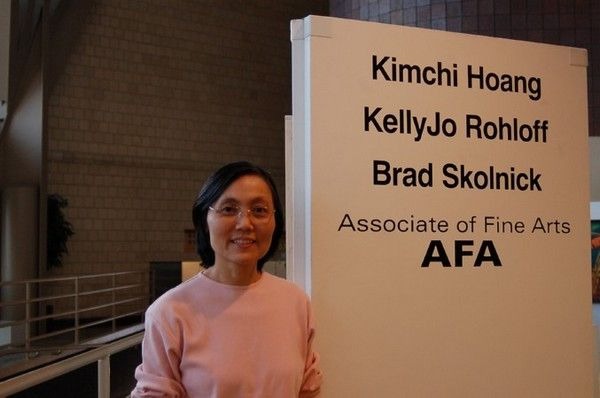 Kimchi Hoang
KellyJo Rohloff
Brad Skolnick
Associate of Fine Arts
AFA